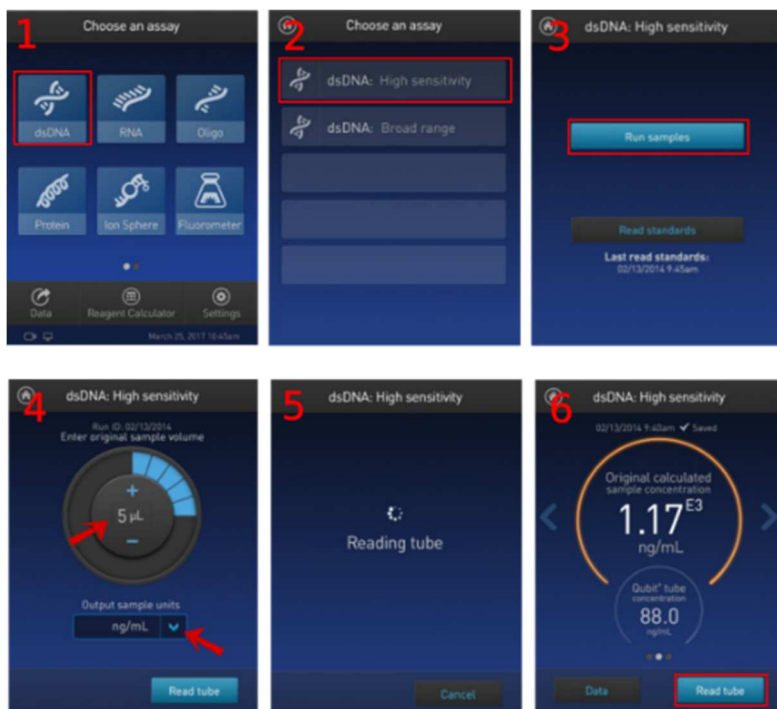 1
Choose an assay
dsDNA
RNA
Oligo
Protein
Ion Sphere
Fluorometer
Data
Reagent Calculator
Settings
March 25, 2017 10:45am
2
Choose an assay
dsDNA: High sensitivity
dsDNA: Broad range
3
dsDNA: High sensitivity
Run samples
Read standards
Last read standards:
02/13/2014 9:45am
4
dsDNA: High sensitivity
Run ID: 02/13/2014
Enter original sample volume
+
5 µL
−
Output sample units
ng/mL
Read tube
5
dsDNA: High sensitivity
Reading tube
Cancel
6
dsDNA: High sensitivity
02/13/2014 9:40am ✔ Saved
Original calculated
sample concentration
1.17 E3
ng/mL
Qubit® tube
concentration
88.0
ng/mL
Data
Read tube